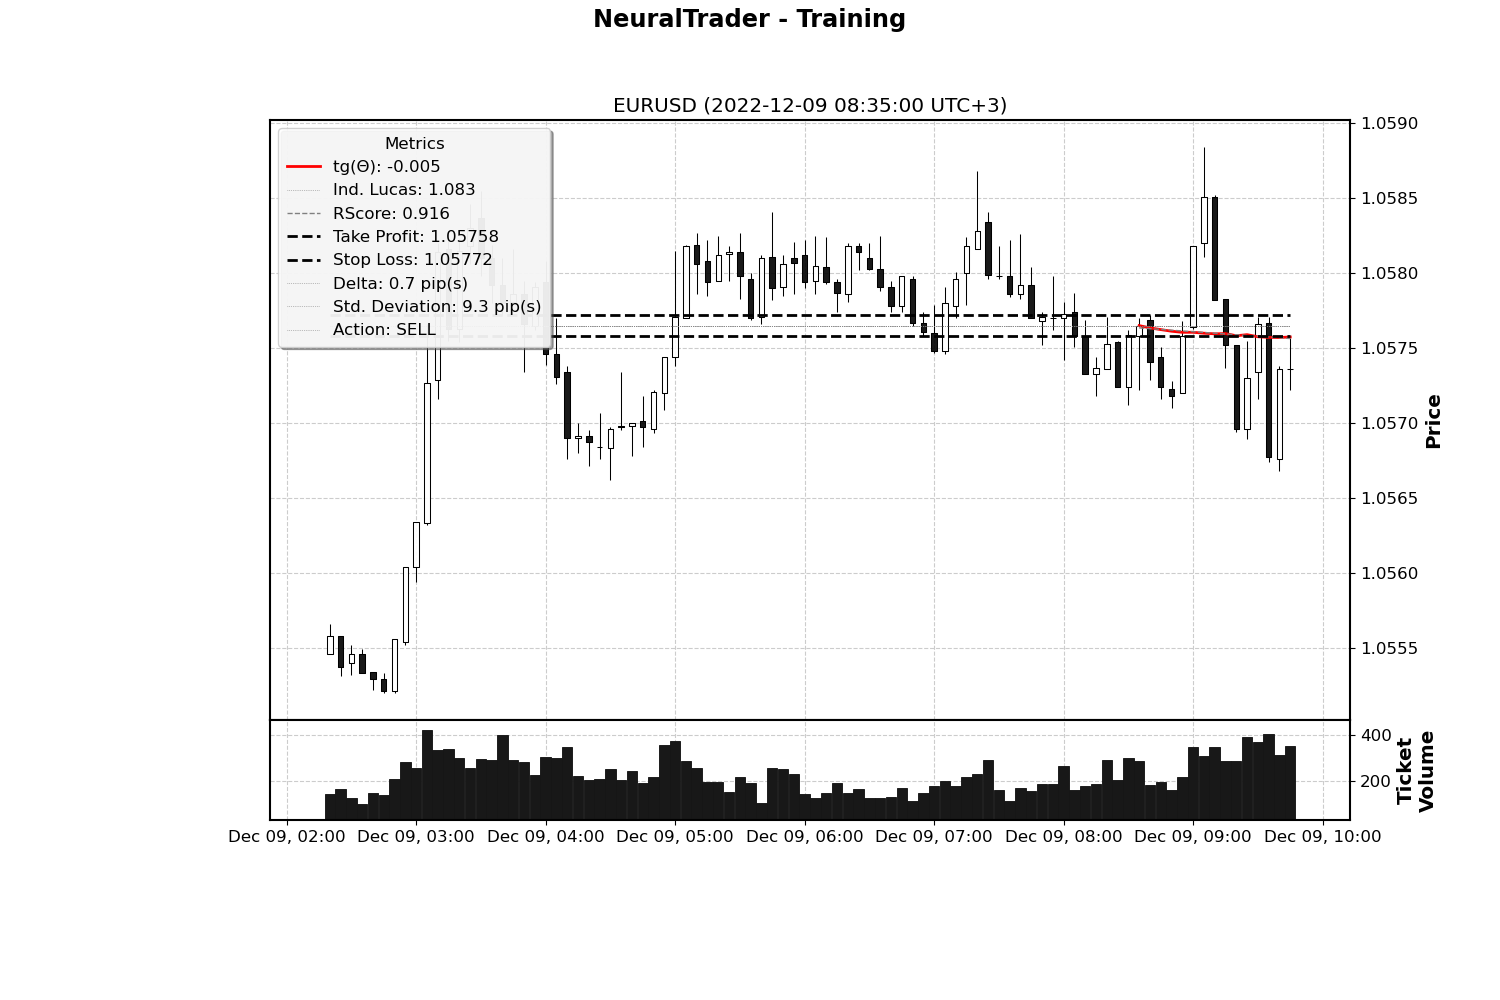 NeuralTrader - Training
EURUSD (2022-12-09 08:35:00 UTC+3)
Metrics
tg(Θ): -0.005
Ind. Lucas: 1.083
RScore: 0.916
Take Profit: 1.05758
Stop Loss: 1.05772
Delta: 0.7 pip(s)
Std. Deviation: 9.3 pip(s)
Action: SELL
1.0590
1.0585
1.0580
1.0575
1.0570
1.0565
1.0560
1.0555
Price
400
200
Ticket
Volume
Dec 09, 02:00 Dec 09, 03:00 Dec 09, 04:00 Dec 09, 05:00 Dec 09, 06:00 Dec 09, 07:00 Dec 09, 08:00 Dec 09, 09:00 Dec 09, 10:00